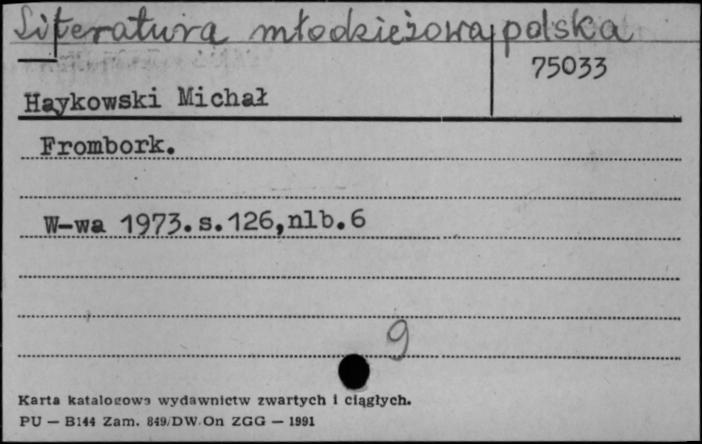 Literatura młodzieżowa polska
75033
Haykowski Michał
Frombork.
W-wa 1973.s.126,nlb.6
9
Karta katalogowa wydawnictw zwartych i ciągłych.
PU — B144 Zam. 849/DW.On ZGG — 1991